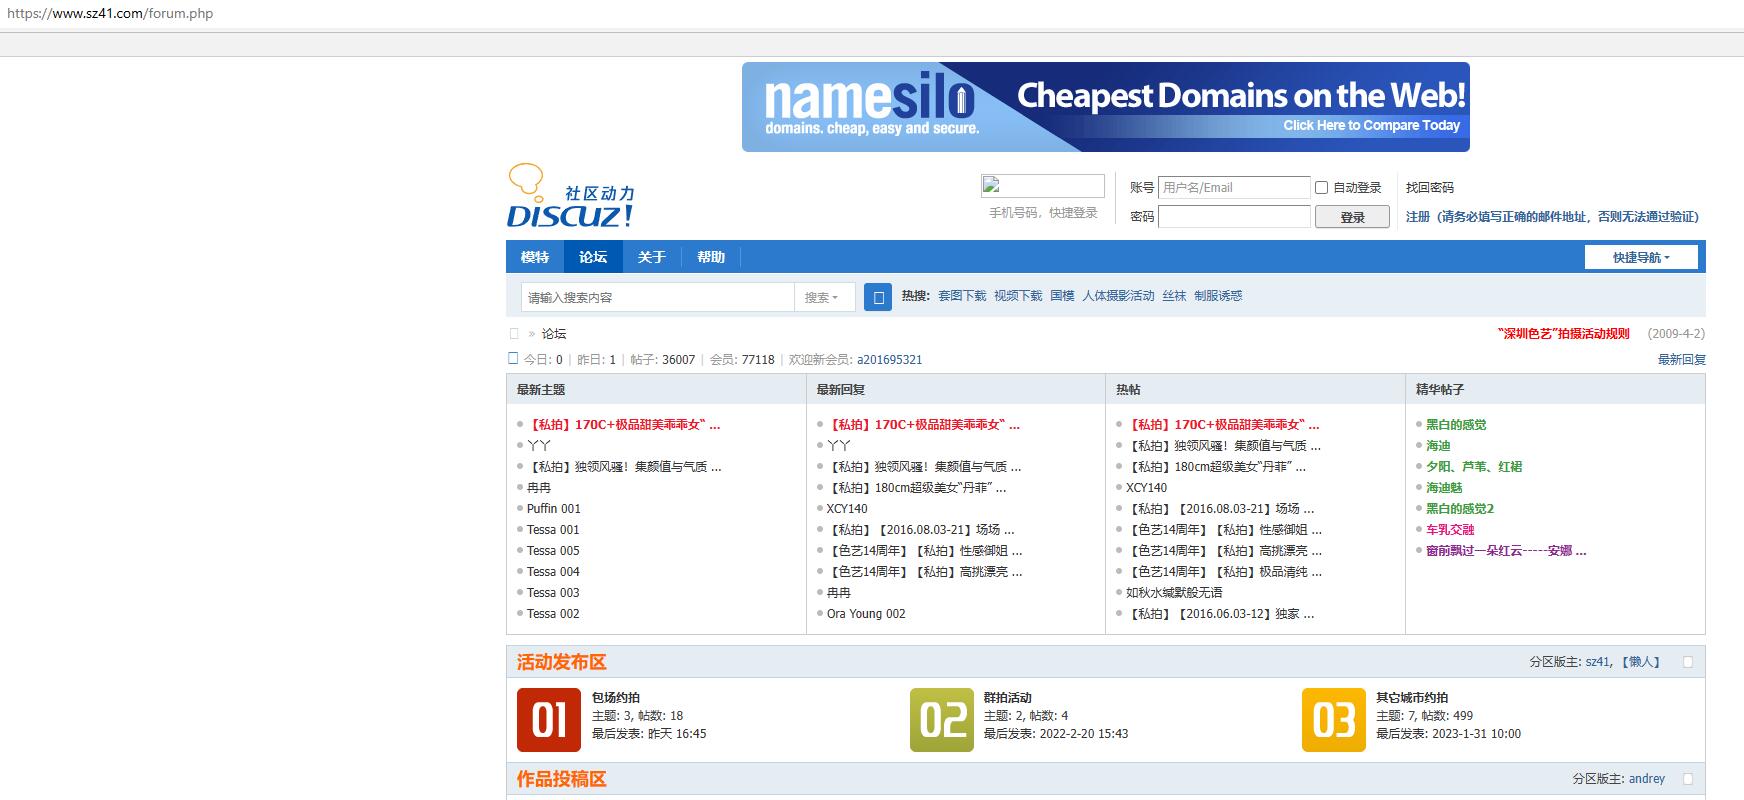 https://www.sz41.com/forum.php
namesilo
domains. cheap, easy and secure.
Cheapest Domains on the Web!
Click Here to Compare Today
社区动力
DISCUZ!
手机号码，快捷登录
账号 用户名/Email 自动登录 找回密码
密码 登录 注册（请务必填写正确的邮件地址，否则无法通过验证）
模特 论坛 关于 帮助 快捷导航
请输入搜索内容 搜索 热搜: 套图下载 视频下载 国模 人体摄影活动 丝袜 制服诱惑
» 论坛 “深圳色艺”拍摄活动规则 (2009-4-2)
今日: 0 | 昨日: 1 | 帖子: 36007 | 会员: 77118 | 欢迎新会员: a201695321 最新回复
最新主题
【私拍】170C+极品甜美乖乖女“ ...
丫丫
【私拍】独领风骚！集颜值与气质 ...
冉冉
Puffin 001
Tessa 001
Tessa 005
Tessa 004
Tessa 003
Tessa 002
最新回复
【私拍】170C+极品甜美乖乖女“ ...
丫丫
【私拍】独领风骚！集颜值与气质 ...
【私拍】180cm超级美女“丹菲” ...
XCY140
【私拍】【2016.08.03-21】场场 ...
【色艺14周年】【私拍】性感御姐 ...
【色艺14周年】【私拍】高挑漂亮 ...
冉冉
Ora Young 002
热帖
【私拍】170C+极品甜美乖乖女“ ...
【私拍】独领风骚！集颜值与气质 ...
【私拍】180cm超级美女“丹菲” ...
XCY140
【私拍】【2016.08.03-21】场场 ...
【色艺14周年】【私拍】性感御姐 ...
【色艺14周年】【私拍】高挑漂亮 ...
【色艺14周年】【私拍】极品清纯 ...
如秋水缄默般无语
【私拍】【2016.06.03-12】独家 ...
精华帖子
黑白的感觉
海迪
夕阳、芦苇、红裙
海迪魅
黑白的感觉2
车乳交融
窗前飘过一朵红云-----安娜 ...
活动发布区 分区版主: sz41, 【懒人】
01
包场约拍
主题: 3, 帖数: 18
最后发表: 昨天 16:45
02
群拍活动
主题: 2, 帖数: 4
最后发表: 2022-2-20 15:43
03
其它城市约拍
主题: 7, 帖数: 499
最后发表: 2023-1-31 10:00
作品投稿区 分区版主: andrey